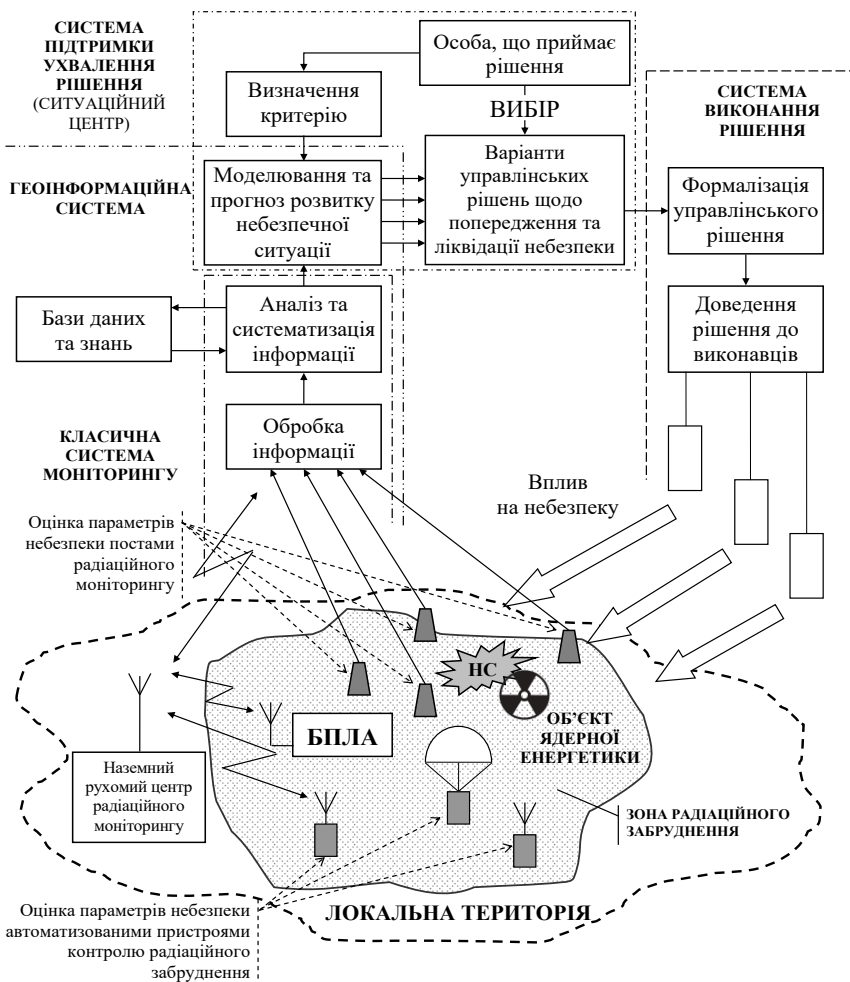 СИСТЕМА
ПІДТРИМКИ
УХВАЛЕННЯ
РІШЕННЯ
(СИТУАЦІЙНИЙ
ЦЕНТР)
Особа, що приймає
рішення
Визначення
критерію
ВИБІР
СИСТЕМА
ВИКОНАННЯ
РІШЕННЯ
ГЕОІНФОРМАЦІЙНА
СИСТЕМА
Моделювання та
прогноз розвитку
небезпечної
ситуації
Варіанти
управлінських
рішень щодо
попередження та
ліквідації небезпеки
Формалізація
управлінського
рішення
Бази даних
та знань
Аналіз та
систематизація
інформації
Доведення
рішення до
виконавців
КЛАСИЧНА
СИСТЕМА
МОНІТОРИНГУ
Обробка
інформації
Вплив
на небезпеку
Оцінка параметрів
небезпеки постами
радіаційного
моніторингу
НС
БПЛА
ОБ’ЄКТ
ЯДЕРНОЇ
ЕНЕРГЕТИКИ
Наземний
рухомий центр
радіаційного
моніторингу
ЗОНА РАДІАЦІЙНОГО
ЗАБРУДНЕННЯ
ЛОКАЛЬНА ТЕРИТОРІЯ
Оцінка параметрів небезпеки
автоматизованими пристроями
контролю радіаційного
забруднення